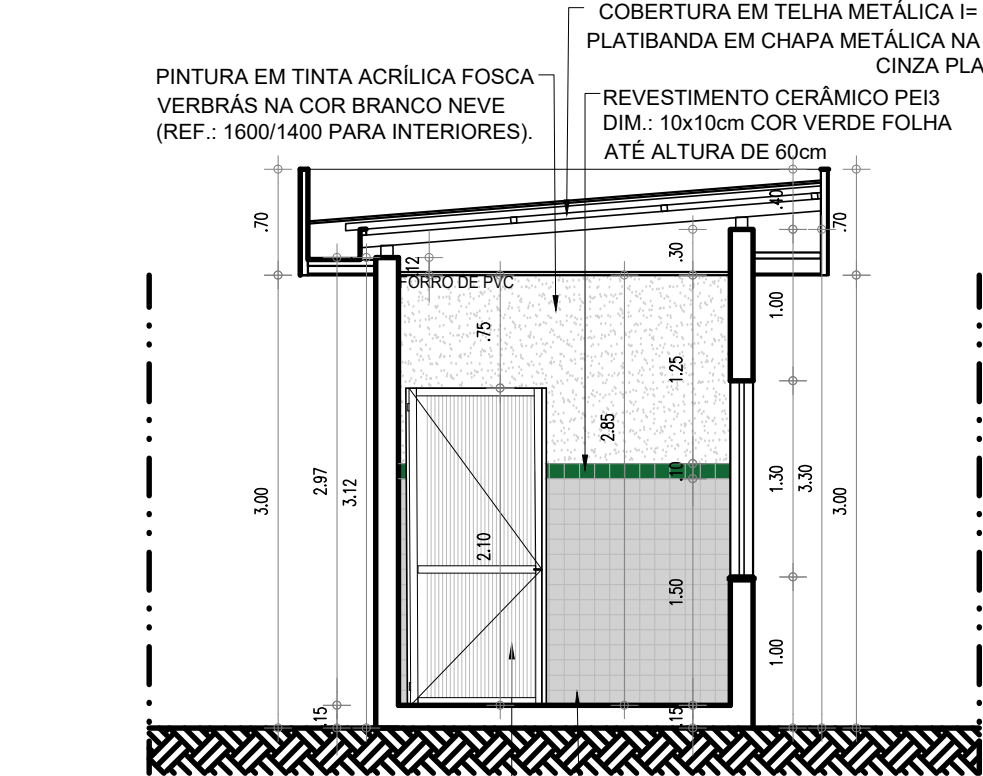 COBERTURA EM TELHA METÁLICA I=
PLATIBANDA EM CHAPA METÁLICA NA
CINZA PLA
PINTURA EM TINTA ACRÍLICA FOSCA
VERBRÁS NA COR BRANCO NEVE
(REF.: 1600/1400 PARA INTERIORES).
REVESTIMENTO CERÂMICO PEI3
DIM.: 10x10cm COR VERDE FOLHA
ATÉ ALTURA DE 60cm
.70
.40
.70
.30
12
FORRO DE PVC
.75
1.00
1.25
2.85
.10
3.00
2.97
3.12
1.30
3.30
3.00
2.10
1.50
1.00
.15
.15